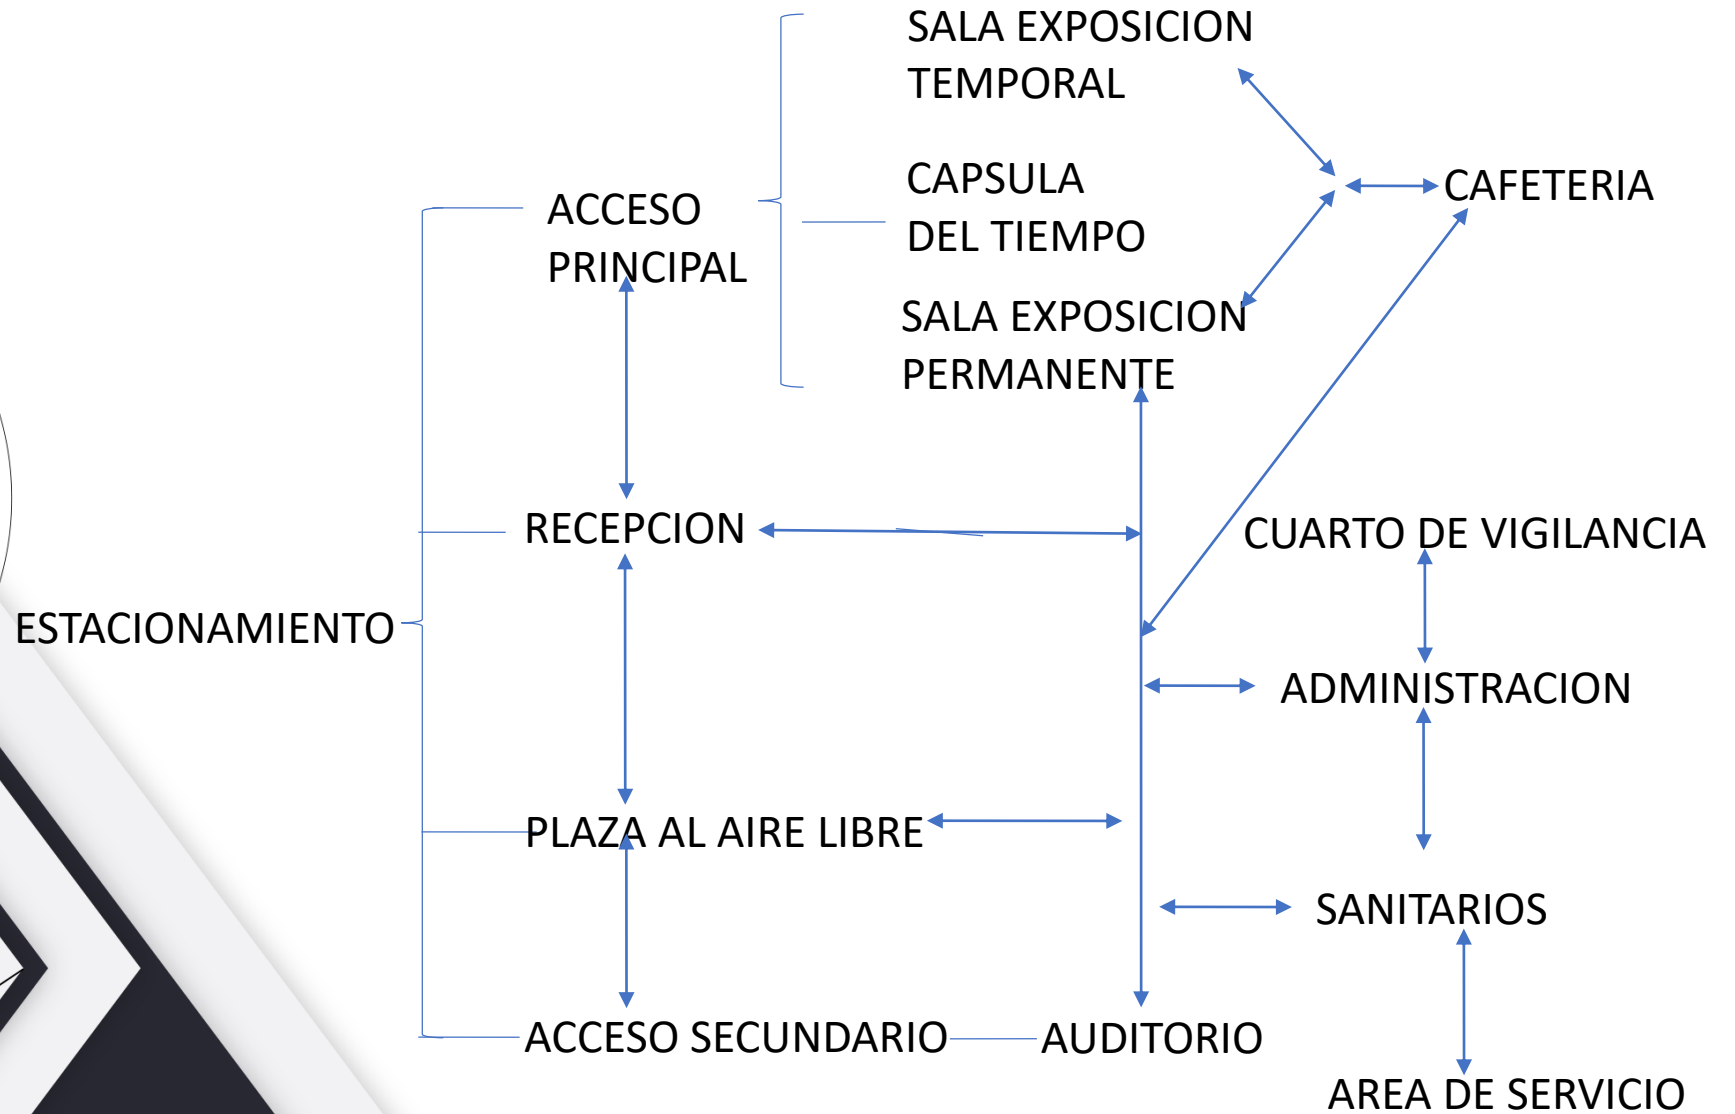 SALA EXPOSICION
TEMPORAL
CAPSULA
DEL TIEMPO
CAFETERIA
ACCESO
PRINCIPAL
SALA EXPOSICION
PERMANENTE
RECEPCION
CUARTO DE VIGILANCIA
ESTACIONAMIENTO
ADMINISTRACION
PLAZA AL AIRE LIBRE
SANITARIOS
ACCESO SECUNDARIO
AUDITORIO
AREA DE SERVICIO